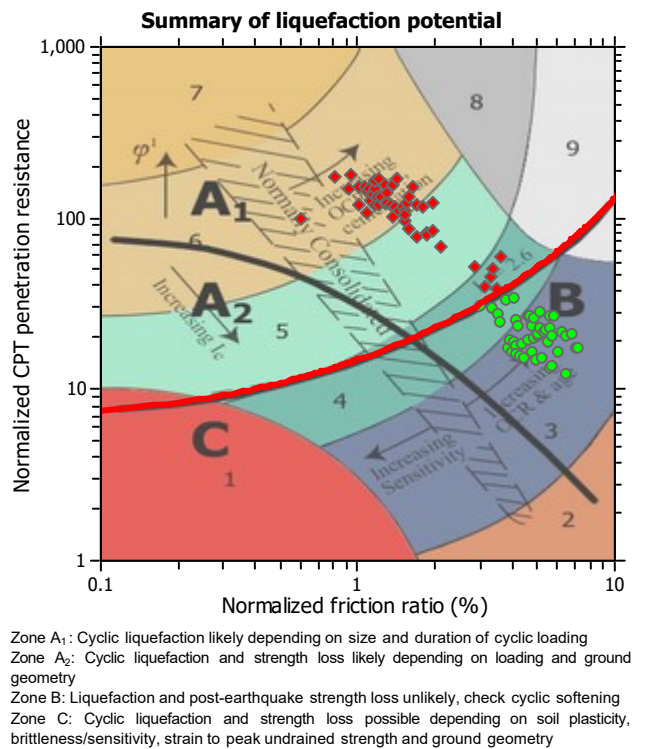 Summary of liquefaction potential
1,000
100
10
1
Normalized CPT penetration resistance
7
8
9
φ'
A1
6
A2
5
4
C
1
B
3
2
2.6
Normally Consolidated
Increasing
Increasing Ic
Increasing
Sensitivity
Increasing
OCR & age
0.1
1
10
Normalized friction ratio (%)
Zone A1: Cyclic liquefaction likely depending on size and duration of cyclic loading
Zone A2: Cyclic liquefaction and strength loss likely depending on loading and ground
geometry
Zone B: Liquefaction and post-earthquake strength loss unlikely, check cyclic softening
Zone C: Cyclic liquefaction and strength loss possible depending on soil plasticity,
brittleness/sensitivity, strain to peak undrained strength and ground geometry